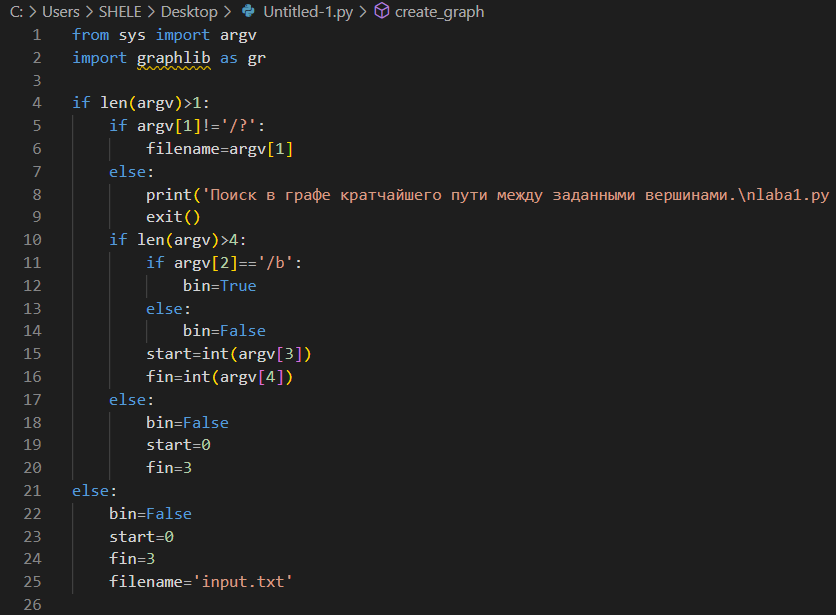 C: > Users > SHELE > Desktop > Untitled-1.py > create_graph
1 from sys import argv
2 import graphlib as gr
3
4 if len(argv)>1:
5     if argv[1]!='/?':
6         filename=argv[1]
7     else:
8         print('Поиск в графе кратчайшего пути между заданными вершинами.\nlaba1.py
9         exit()
10     if len(argv)>4:
11         if argv[2]=='/b':
12             bin=True
13         else:
14             bin=False
15         start=int(argv[3])
16         fin=int(argv[4])
17     else:
18         bin=False
19         start=0
20         fin=3
21 else:
22     bin=False
23     start=0
24     fin=3
25     filename='input.txt'
26